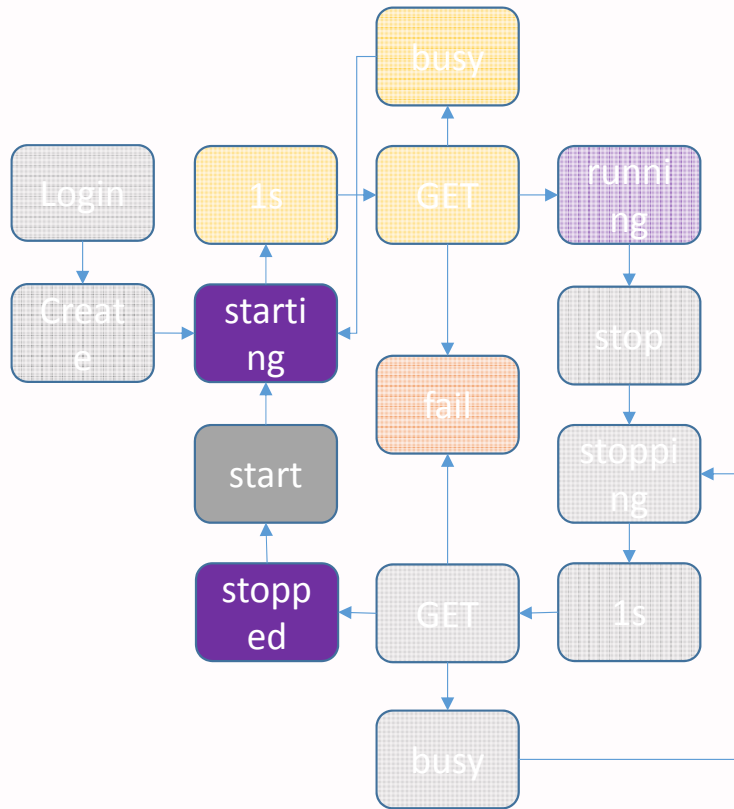 busy
Login
1s
GET
runni
ng
Creat
e
starti
ng
stop
fail
start
stoppi
ng
stopp
ed
GET
1s
busy